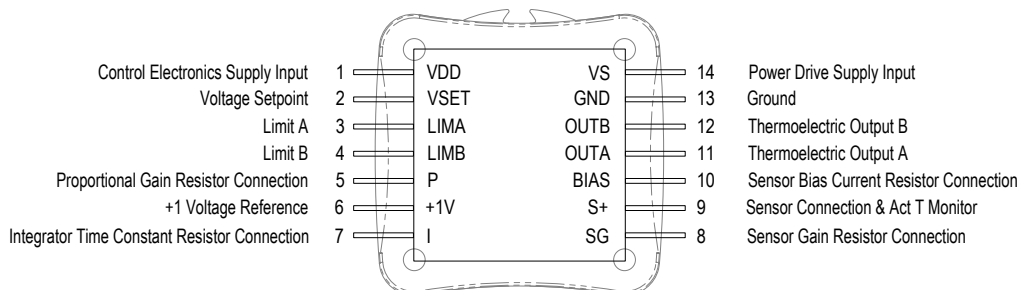 Control Electronics Supply Input 1 VDD VS 14 Power Drive Supply Input
Voltage Setpoint 2 VSET GND 13 Ground
Limit A 3 LIMA OUTB 12 Thermoelectric Output B
Limit B 4 LIMB OUTA 11 Thermoelectric Output A
Proportional Gain Resistor Connection 5 P BIAS 10 Sensor Bias Current Resistor Connection
+1 Voltage Reference 6 +1V S+ 9 Sensor Connection & Act T Monitor
Integrator Time Constant Resistor Connection 7 I SG 8 Sensor Gain Resistor Connection